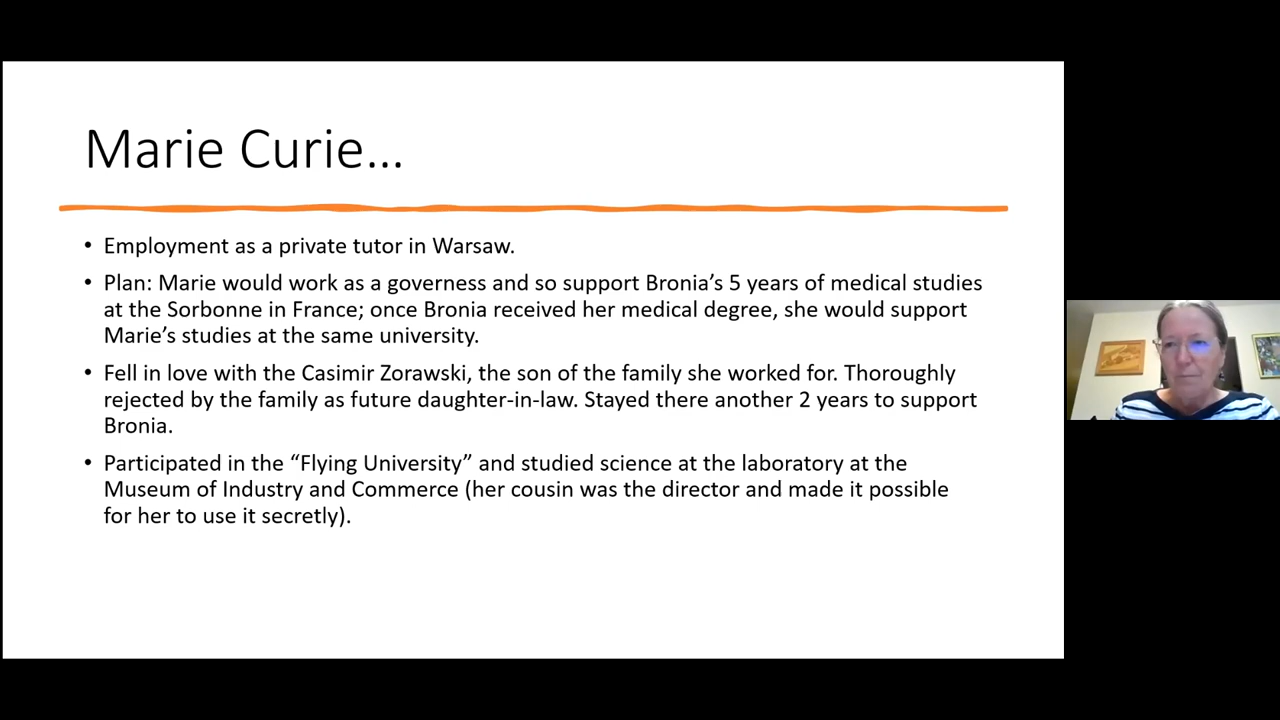 Marie Curie...
• Employment as a private tutor in Warsaw.
• Plan: Marie would work as a governess and so support Bronia’s 5 years of medical studies
at the Sorbonne in France; once Bronia received her medical degree, she would support
Marie’s studies at the same university.
• Fell in love with the Casimir Zorawski, the son of the family she worked for. Thoroughly
rejected by the family as future daughter-in-law. Stayed there another 2 years to support
Bronia.
• Participated in the “Flying University” and studied science at the laboratory at the
Museum of Industry and Commerce (her cousin was the director and made it possible
for her to use it secretly).